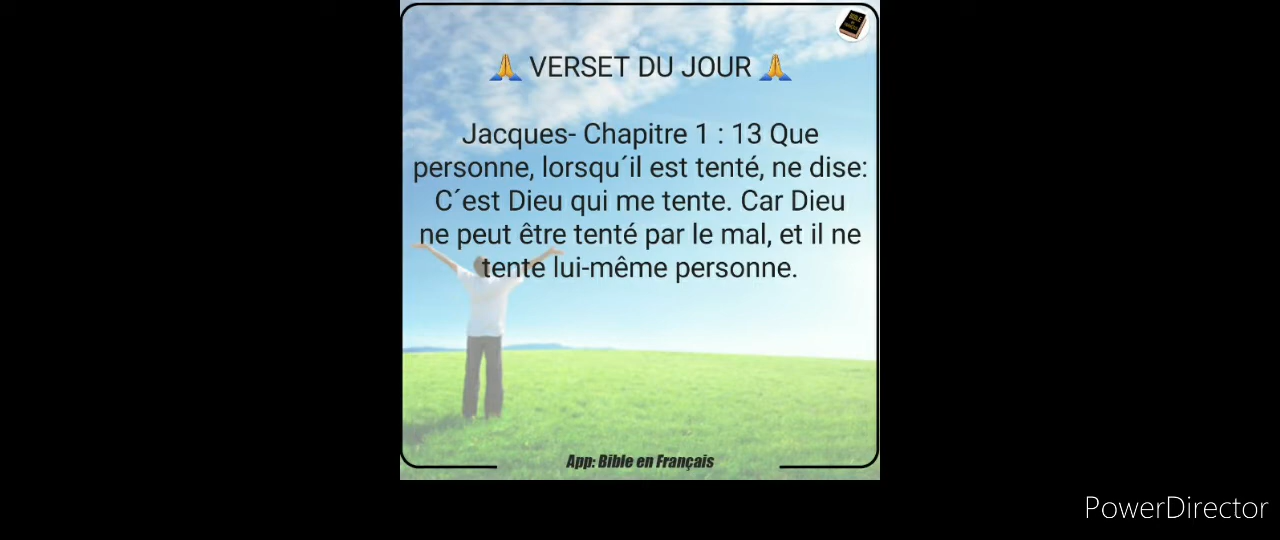 🙏 VERSET DU JOUR 🙏
Jacques- Chapitre 1 : 13 Que
personne, lorsqu´il est tenté, ne dise:
C´est Dieu qui me tente. Car Dieu
ne peut être tenté par le mal, et il ne
tente lui-même personne.
App: Bible en Français
PowerDirector